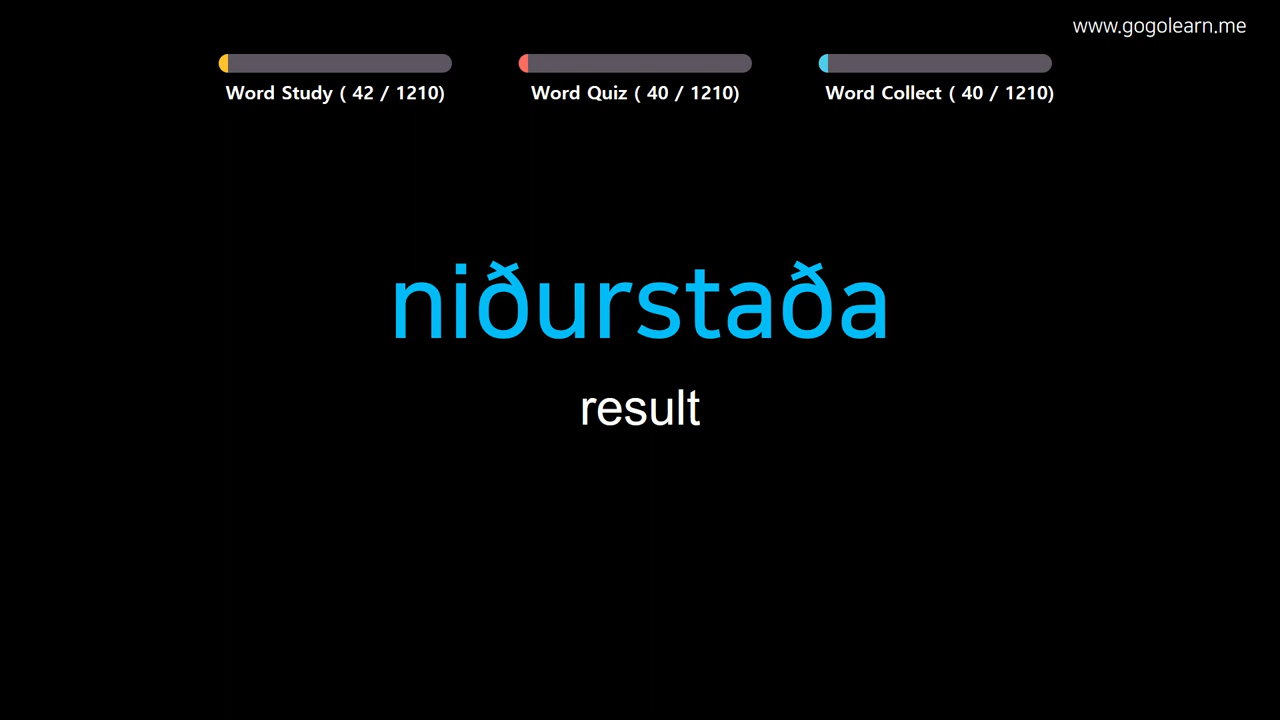 www.gogolearn.me
Word Study ( 42 / 1210)
Word Quiz ( 40 / 1210)
Word Collect ( 40 / 1210)
niðurstaða
result